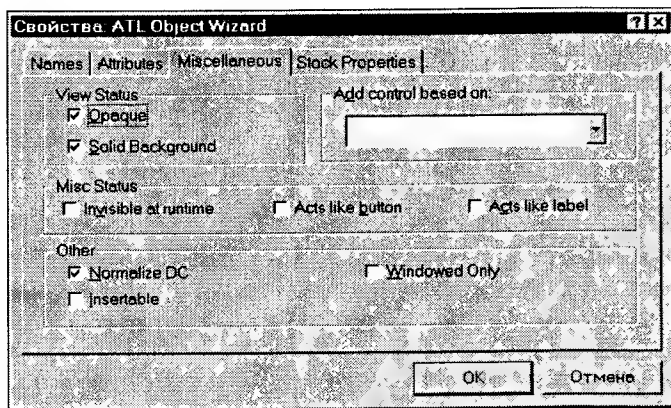 Свойства: ATL Object Wizard
Names Attributes Miscellaneous Stock Properties
View Status
Opaque
Solid Background
Add control based on:
Misc Status
Invisible at runtime
Acts like button
Acts like label
Other
Normalize DC
Windowed Only
Insertable
OK
Отмена